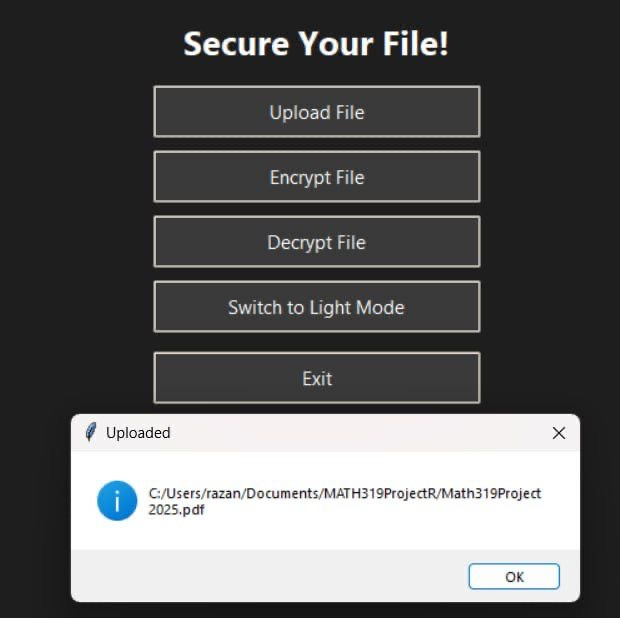 Secure Your File!
Upload File
Encrypt File
Decrypt File
Switch to Light Mode
Exit
Uploaded
C:/Users/razan/Documents/MATH319ProjectR/Math319Project
2025.pdf
OK